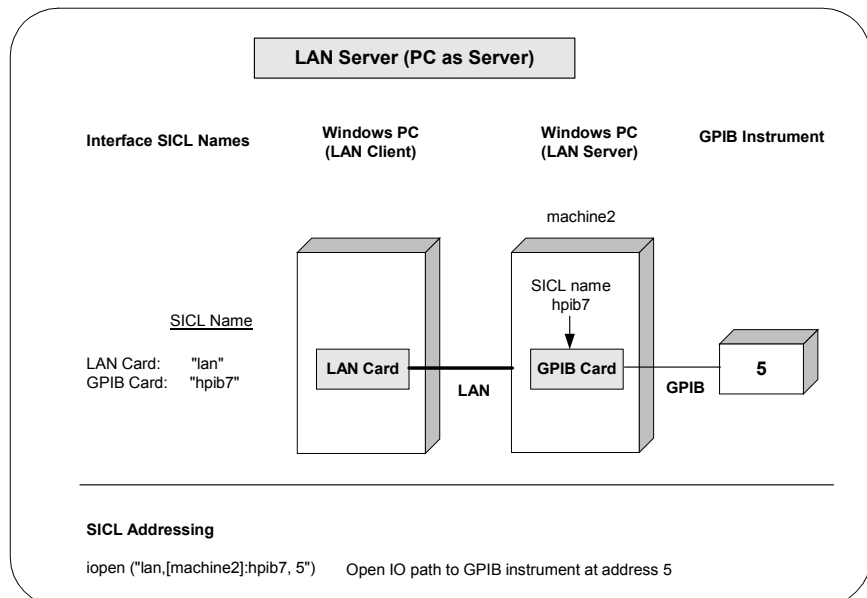 LAN Server (PC as Server)
Interface SICL Names
Windows PC
(LAN Client)
Windows PC
(LAN Server)
GPIB Instrument
machine2
SICL name
hpib7
SICL Name
LAN Card: "lan"
GPIB Card: "hpib7"
LAN Card
LAN
GPIB Card
GPIB
5
SICL Addressing
iopen ("lan,[machine2]:hpib7, 5") Open IO path to GPIB instrument at address 5